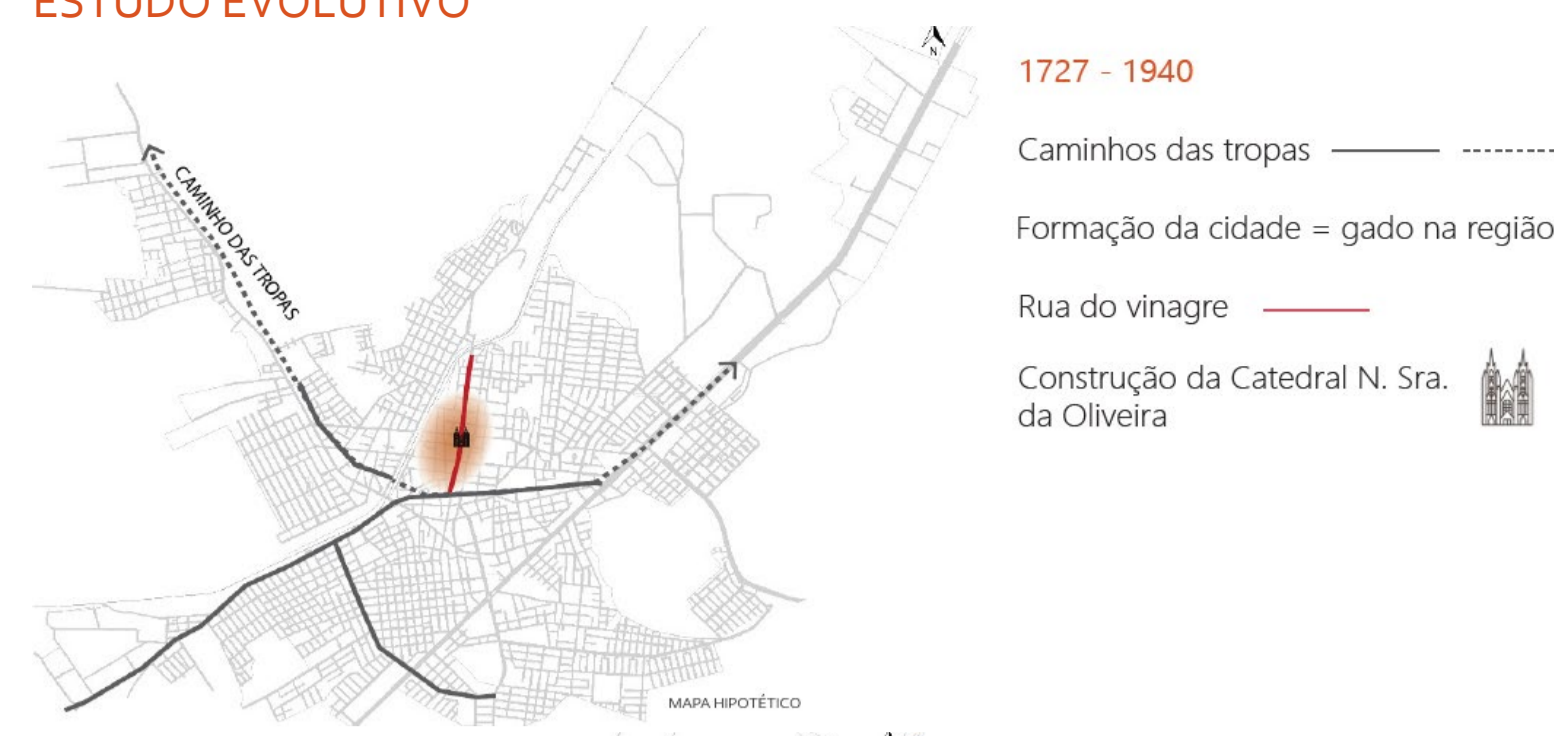 ESTUDO EVOLUTIVO
N
1727 - 1940
Caminhos das tropas
CAMINHO DAS TROPAS
Formação da cidade = gado na região
Rua do vinagre
Construção da Catedral N. Sra.
da Oliveira
MAPA HIPOTÉTICO